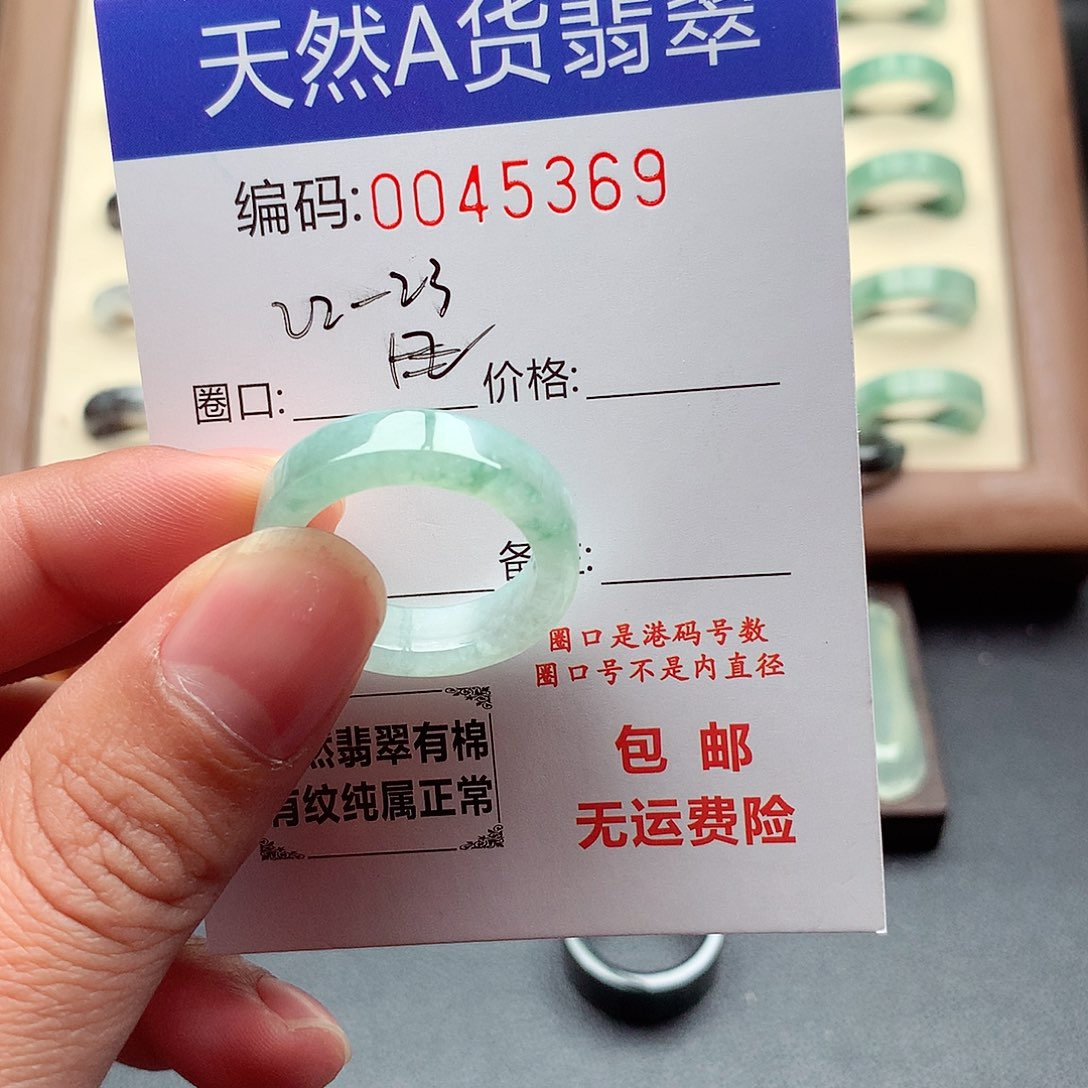 天然A货翡翠
编码:0045369
22-23
圈口:
价格:
备
:
圈口是港码号数
圈口号不是内直径
然翡翠有棉
有纹纯属正常
包 邮
无运费险